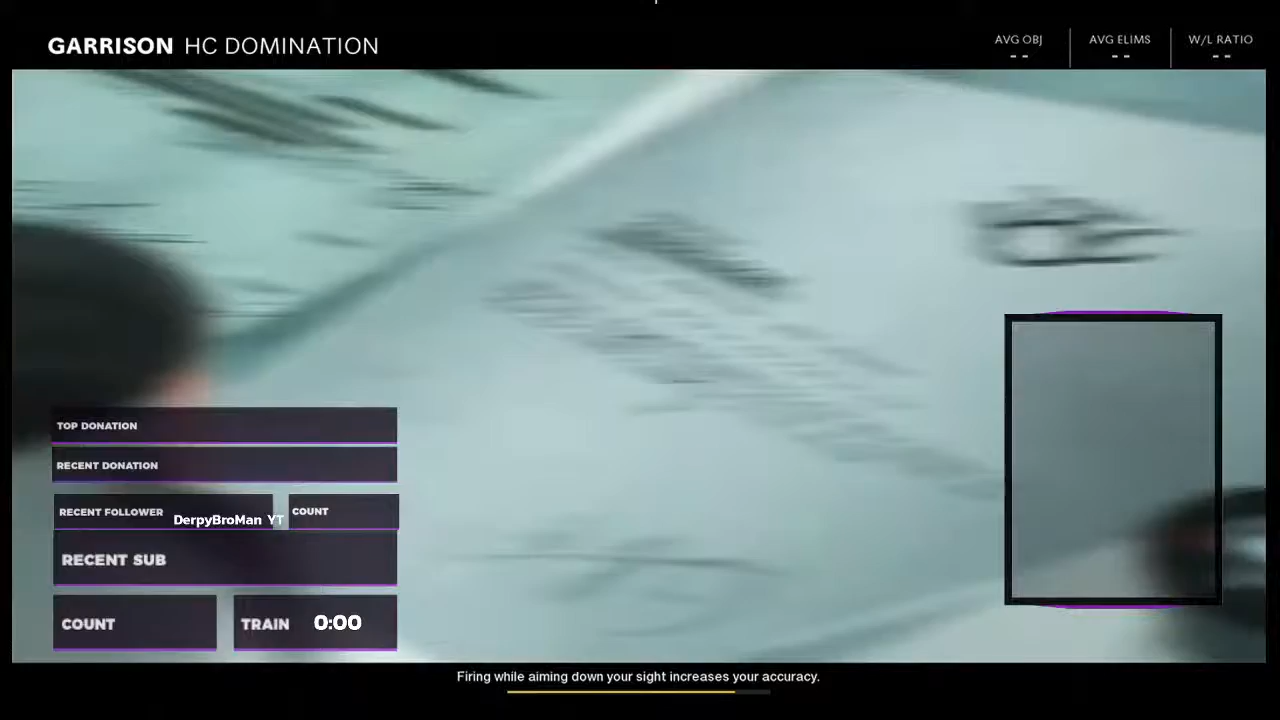 GARRISON HC DOMINATION
AVG OBJ
--
AVG ELIMS
--
W/L RATIO
--
TOP DONATION
RECENT DONATION
RECENT FOLLOWER DerpyBroMan YT
COUNT
RECENT SUB
COUNT
TRAIN 0:00
Firing while aiming down your sight increases your accuracy.